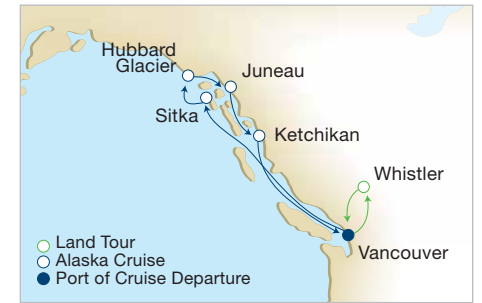 Hubbard
Glacier
Juneau
Sitka
Ketchikan
Whistler
Vancouver
Land Tour
Alaska Cruise
Port of Cruise Departure